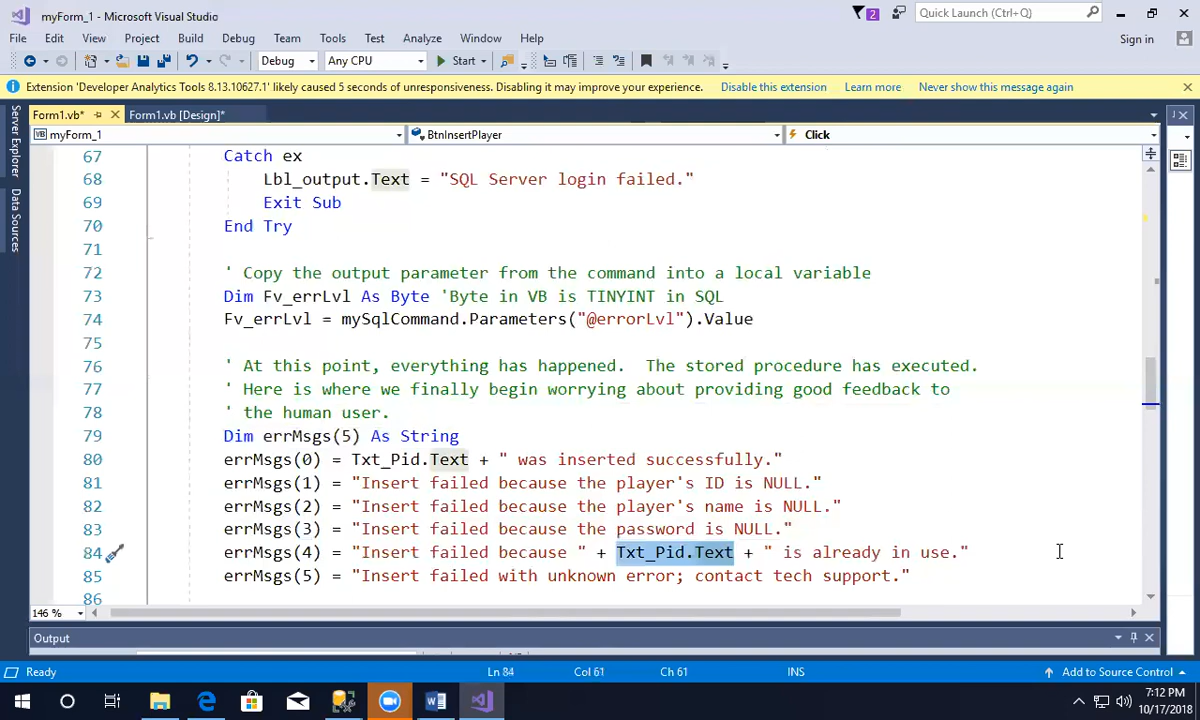 myForm_1 - Microsoft Visual Studio
2
Quick Launch (Ctrl+Q)
File Edit View Project Build Debug Team Tools Test Analyze Window Help
Sign in
Debug Any CPU Start
Extension 'Developer Analytics Tools 8.13.10627.1' likely caused 5 seconds of unresponsiveness. Disabling it may improve your experience. Disable this extension Learn more Never show this message again
Form1.vb* Form1.vb [Design]*
Server Explorer
Data Sources
VB myForm_1 BtnInsertPlayer Click
67 Catch ex
68 Lbl_output.Text = "SQL Server login failed."
69 Exit Sub
70 End Try
71
72 ' Copy the output parameter from the command into a local variable
73 Dim Fv_errLvl As Byte 'Byte in VB is TINYINT in SQL
74 Fv_errLvl = mySqlCommand.Parameters("@errorLvl").Value
75
76 ' At this point, everything has happened.  The stored procedure has executed.
77 ' Here is where we finally begin worrying about providing good feedback to
78 ' the human user.
79 Dim errMsgs(5) As String
80 errMsgs(0) = Txt_Pid.Text + " was inserted successfully."
81 errMsgs(1) = "Insert failed because the player's ID is NULL."
82 errMsgs(2) = "Insert failed because the player's name is NULL."
83 errMsgs(3) = "Insert failed because the password is NULL."
84 errMsgs(4) = "Insert failed because " + Txt_Pid.Text + " is already in use."
85 errMsgs(5) = "Insert failed with unknown error; contact tech support."
86
146 %
Output
Ready Ln 84 Col 61 Ch 61 INS Add to Source Control
7:12 PM
10/17/2018